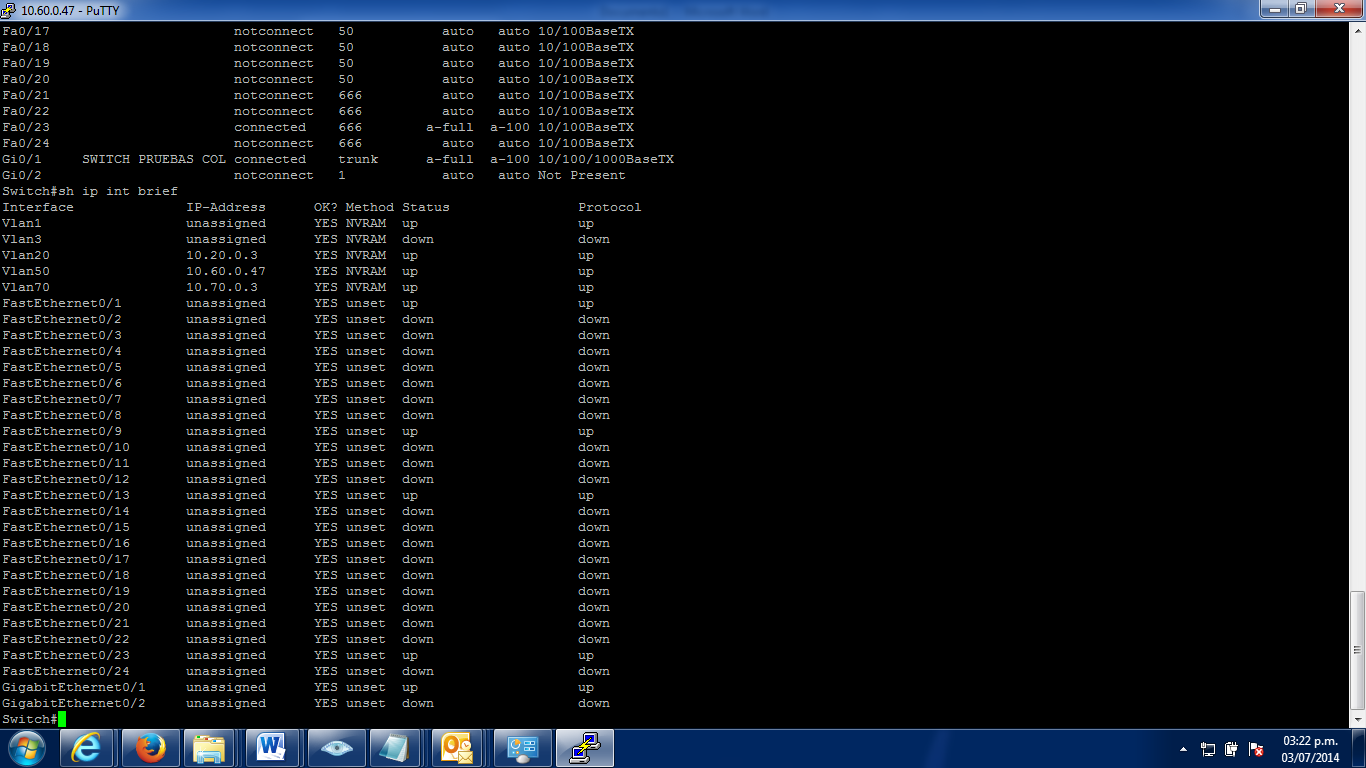 10.60.0.47 - PuTTY
Fa0/17 notconnect 50 auto auto 10/100BaseTX
Fa0/18 notconnect 50 auto auto 10/100BaseTX
Fa0/19 notconnect 50 auto auto 10/100BaseTX
Fa0/20 notconnect 50 auto auto 10/100BaseTX
Fa0/21 notconnect 666 auto auto 10/100BaseTX
Fa0/22 notconnect 666 auto auto 10/100BaseTX
Fa0/23 connected 666 a-full a-100 10/100BaseTX
Fa0/24 notconnect 666 auto auto 10/100BaseTX
Gi0/1 SWITCH PRUEBAS COL connected trunk a-full a-100 10/100/1000BaseTX
Gi0/2 notconnect 1 auto auto Not Present
Switch#sh ip int brief
Interface IP-Address OK? Method Status Protocol
Vlan1 unassigned YES NVRAM up up
Vlan3 unassigned YES NVRAM down down
Vlan20 10.20.0.3 YES NVRAM up up
Vlan50 10.60.0.47 YES NVRAM up up
Vlan70 10.70.0.3 YES NVRAM up up
FastEthernet0/1 unassigned YES unset up up
FastEthernet0/2 unassigned YES unset down down
FastEthernet0/3 unassigned YES unset down down
FastEthernet0/4 unassigned YES unset down down
FastEthernet0/5 unassigned YES unset down down
FastEthernet0/6 unassigned YES unset down down
FastEthernet0/7 unassigned YES unset down down
FastEthernet0/8 unassigned YES unset down down
FastEthernet0/9 unassigned YES unset up up
FastEthernet0/10 unassigned YES unset down down
FastEthernet0/11 unassigned YES unset down down
FastEthernet0/12 unassigned YES unset down down
FastEthernet0/13 unassigned YES unset up up
FastEthernet0/14 unassigned YES unset down down
FastEthernet0/15 unassigned YES unset down down
FastEthernet0/16 unassigned YES unset down down
FastEthernet0/17 unassigned YES unset down down
FastEthernet0/18 unassigned YES unset down down
FastEthernet0/19 unassigned YES unset down down
FastEthernet0/20 unassigned YES unset down down
FastEthernet0/21 unassigned YES unset down down
FastEthernet0/22 unassigned YES unset down down
FastEthernet0/23 unassigned YES unset up up
FastEthernet0/24 unassigned YES unset down down
GigabitEthernet0/1 unassigned YES unset up up
GigabitEthernet0/2 unassigned YES unset down down
Switch#
03:22 p.m.
03/07/2014